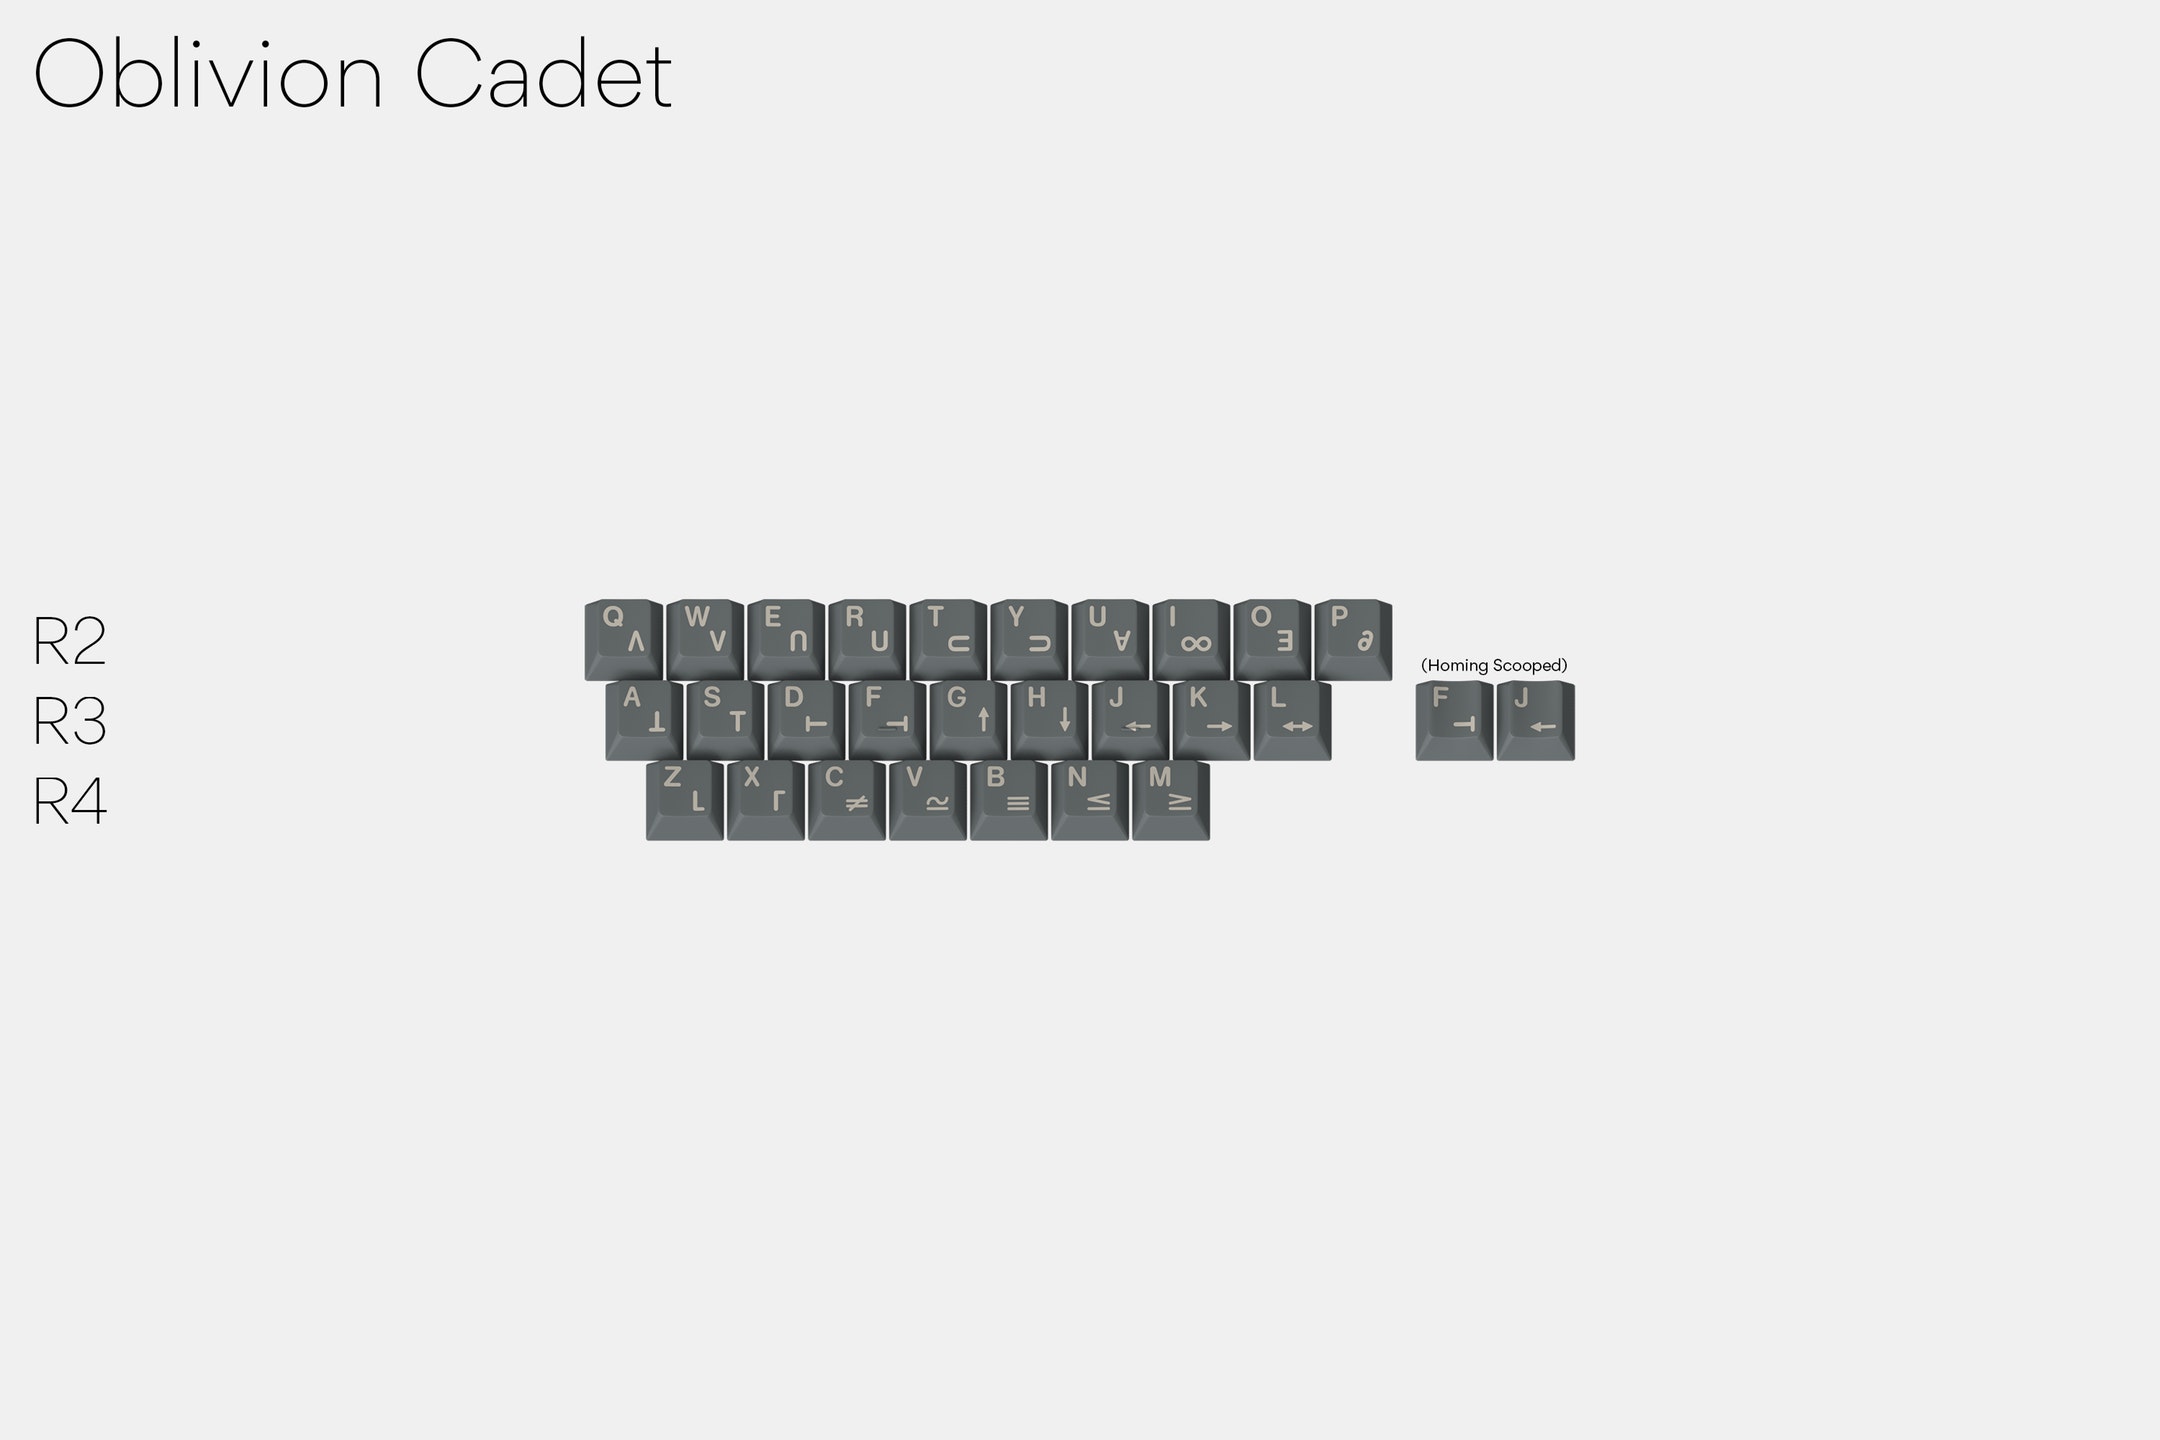 Oblivion Cadet
R2
Q ∧ W ∨ E ∩ R ∪ T ⊂ Y ⊃ U ∀ I ∞ O ∃ P ∂
(Homing Scooped)
R3
A ⊥ S ⊤ D ⊢ F ⊣ G ↑ H ↓ J ← K → L ↔ F ⊣ J ←
R4
Z ⌊ X ⌈ C ≠ V ≃ B ≡ N ≤ M ≥